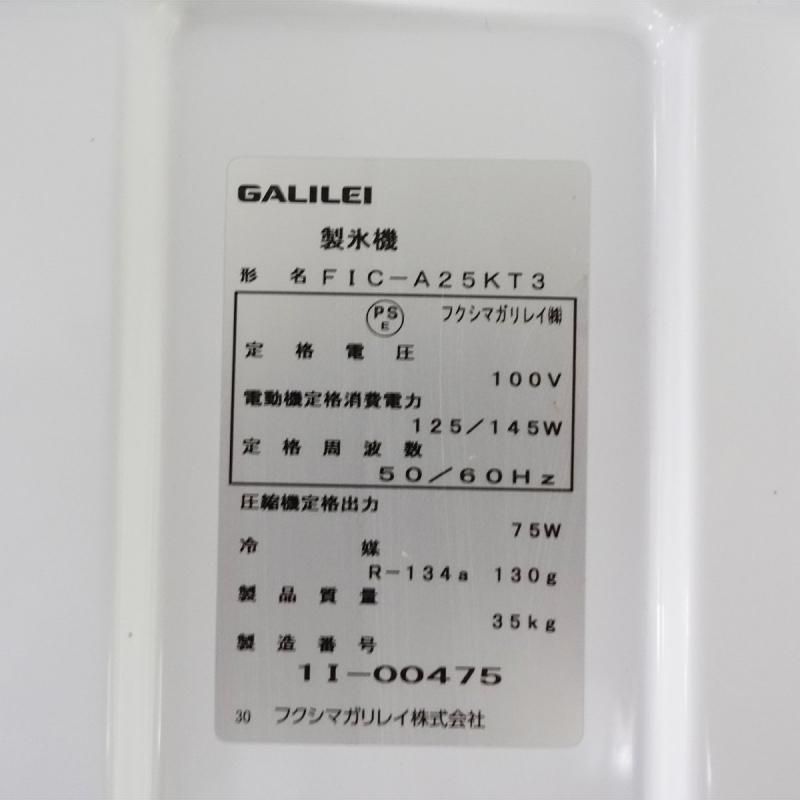 GALILEI
製氷機
形名 FIC-A25KT3
PSE フクシマガリレイ㈱
定格電圧
100V
電動機定格消費電力
125/145W
定格周波数
50/60Hz
圧縮機定格出力
75W
冷媒
R-134a 130g
製品質量
35kg
製造番号
1I-00475
30 フクシマガリレイ株式会社